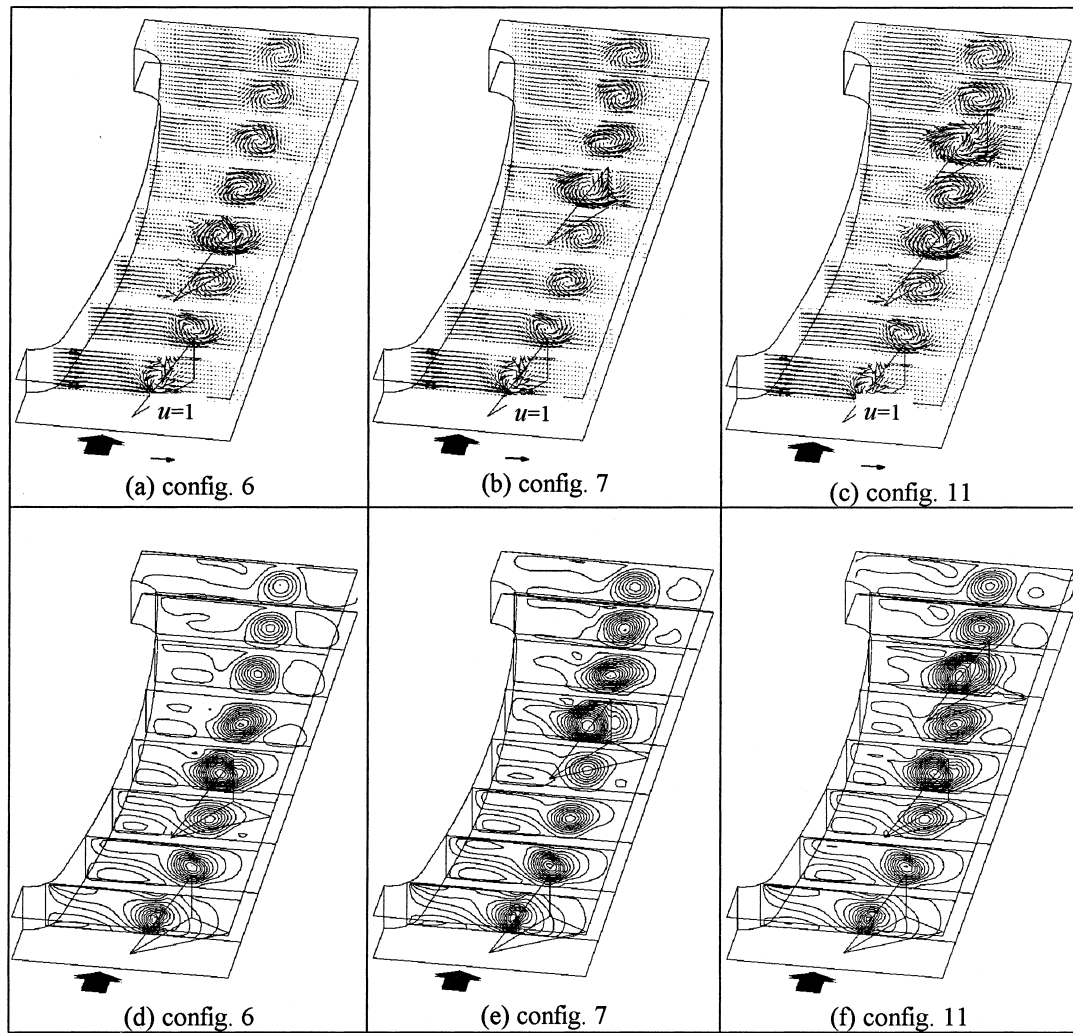 u=1
(a) config. 6
u=1
(b) config. 7
u=1
(c) config. 11
(d) config. 6
(e) config. 7
(f) config. 11